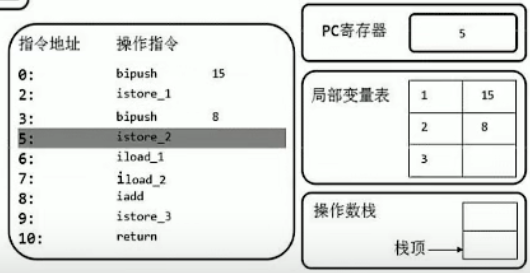 指令地址 操作指令
0: bipush 15
2: istore_1
3: bipush 8
5: istore_2
6: iload_1
7: iload_2
8: iadd
9: istore_3
10: return
PC寄存器 5
局部变量表
1 15
2 8
3
操作数栈
栈顶